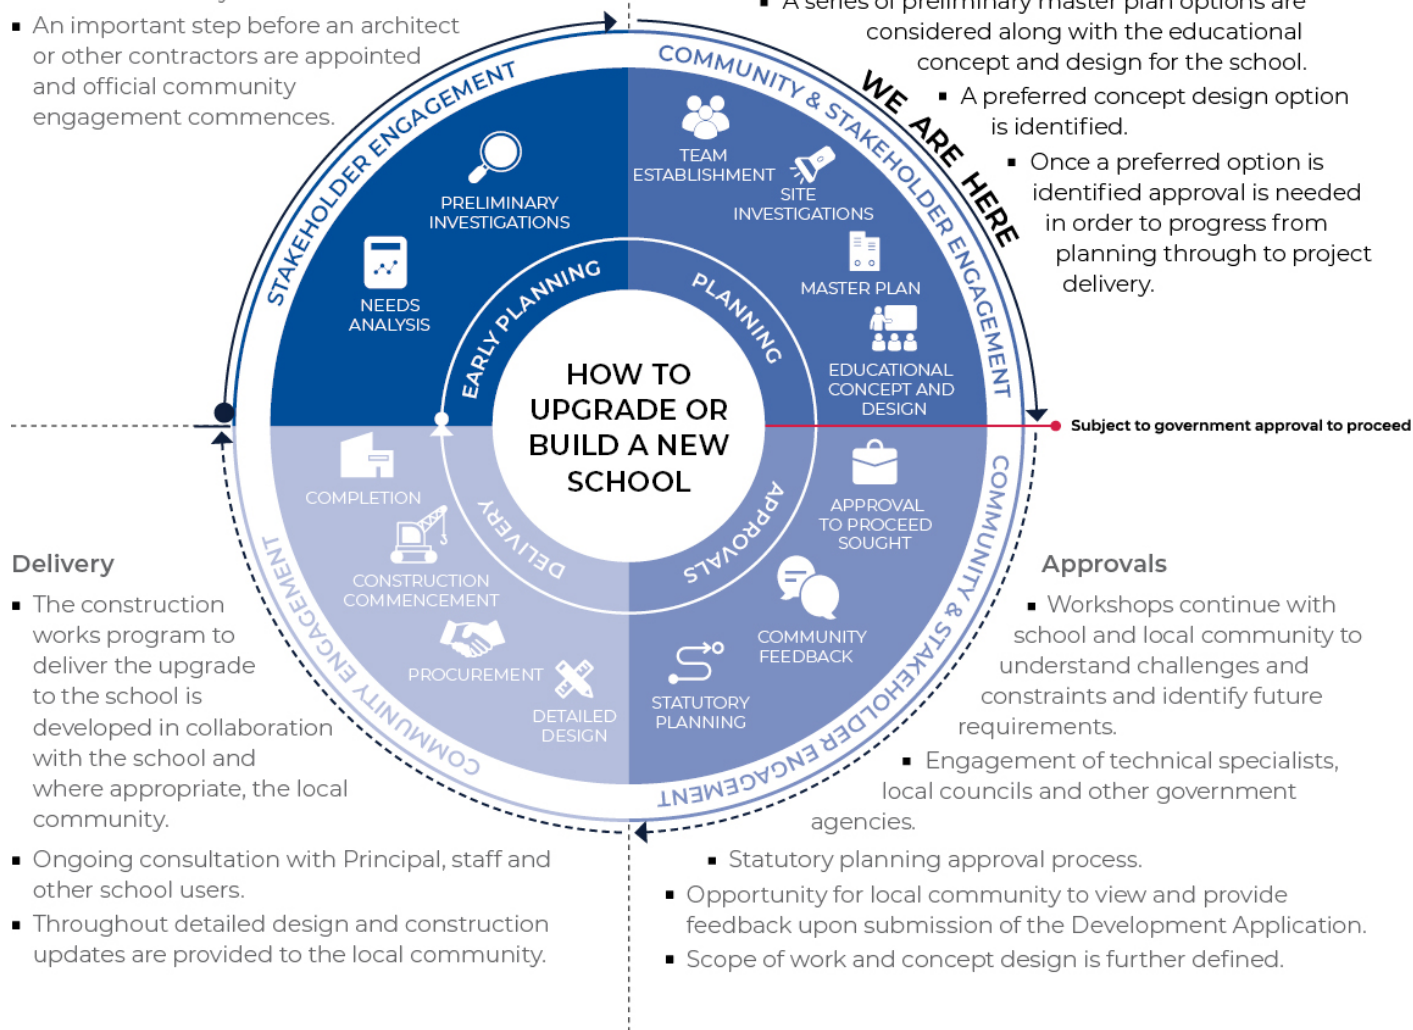 ▪ An important step before an architect
or other contractors are appointed
and official community
engagement commences.
▪ A series of preliminary master plan options are
considered along with the educational
concept and design for the school.
▪ A preferred concept design option
is identified.
▪ Once a preferred option is
identified approval is needed
in order to progress from
planning through to project
delivery.
WE ARE HERE
STAKEHOLDER ENGAGEMENT
COMMUNITY & STAKEHOLDER ENGAGEMENT
PRELIMINARY
INVESTIGATIONS
NEEDS
ANALYSIS
EARLY PLANNING
TEAM
ESTABLISHMENT
SITE
INVESTIGATIONS
MASTER PLAN
EDUCATIONAL
CONCEPT AND
DESIGN
PLANNING
HOW TO
UPGRADE OR
BUILD A NEW
SCHOOL
Subject to government approval to proceed
APPROVAL
TO PROCEED
SOUGHT
COMMUNITY
FEEDBACK
STATUTORY
PLANNING
APPROVALS
COMMUNITY & STAKEHOLDER ENGAGEMENT
COMPLETION
CONSTRUCTION
COMMENCEMENT
PROCUREMENT
DETAILED
DESIGN
DELIVERY
COMMUNITY ENGAGEMENT
Delivery
▪ The construction
works program to
deliver the upgrade
to the school is
developed in collaboration
with the school and
where appropriate, the local
community.
▪ Ongoing consultation with Principal, staff and
other school users.
▪ Throughout detailed design and construction
updates are provided to the local community.
Approvals
▪ Workshops continue with
school and local community to
understand challenges and
constraints and identify future
requirements.
▪ Engagement of technical specialists,
local councils and other government
agencies.
▪ Statutory planning approval process.
▪ Opportunity for local community to view and provide
feedback upon submission of the Development Application.
▪ Scope of work and concept design is further defined.